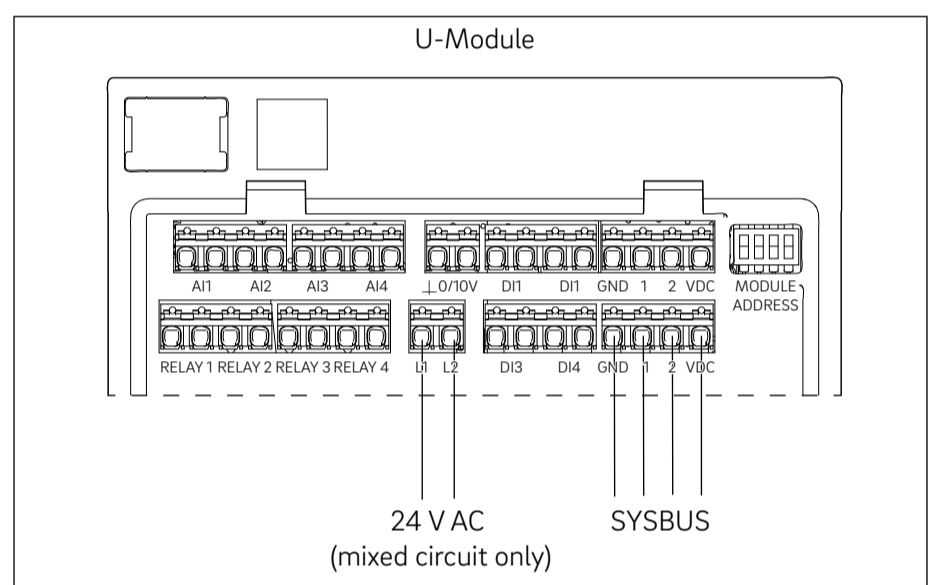 U-Module
AI1 AI2 AI3 AI4 ⊥0/10V DI1 DI1 GND 1 2 VDC MODULE
ADDRESS
RELAY 1 RELAY 2 RELAY 3 RELAY 4 L1 L2 DI3 DI4 GND 1 2 VDC
24 V AC SYSBUS
(mixed circuit only)